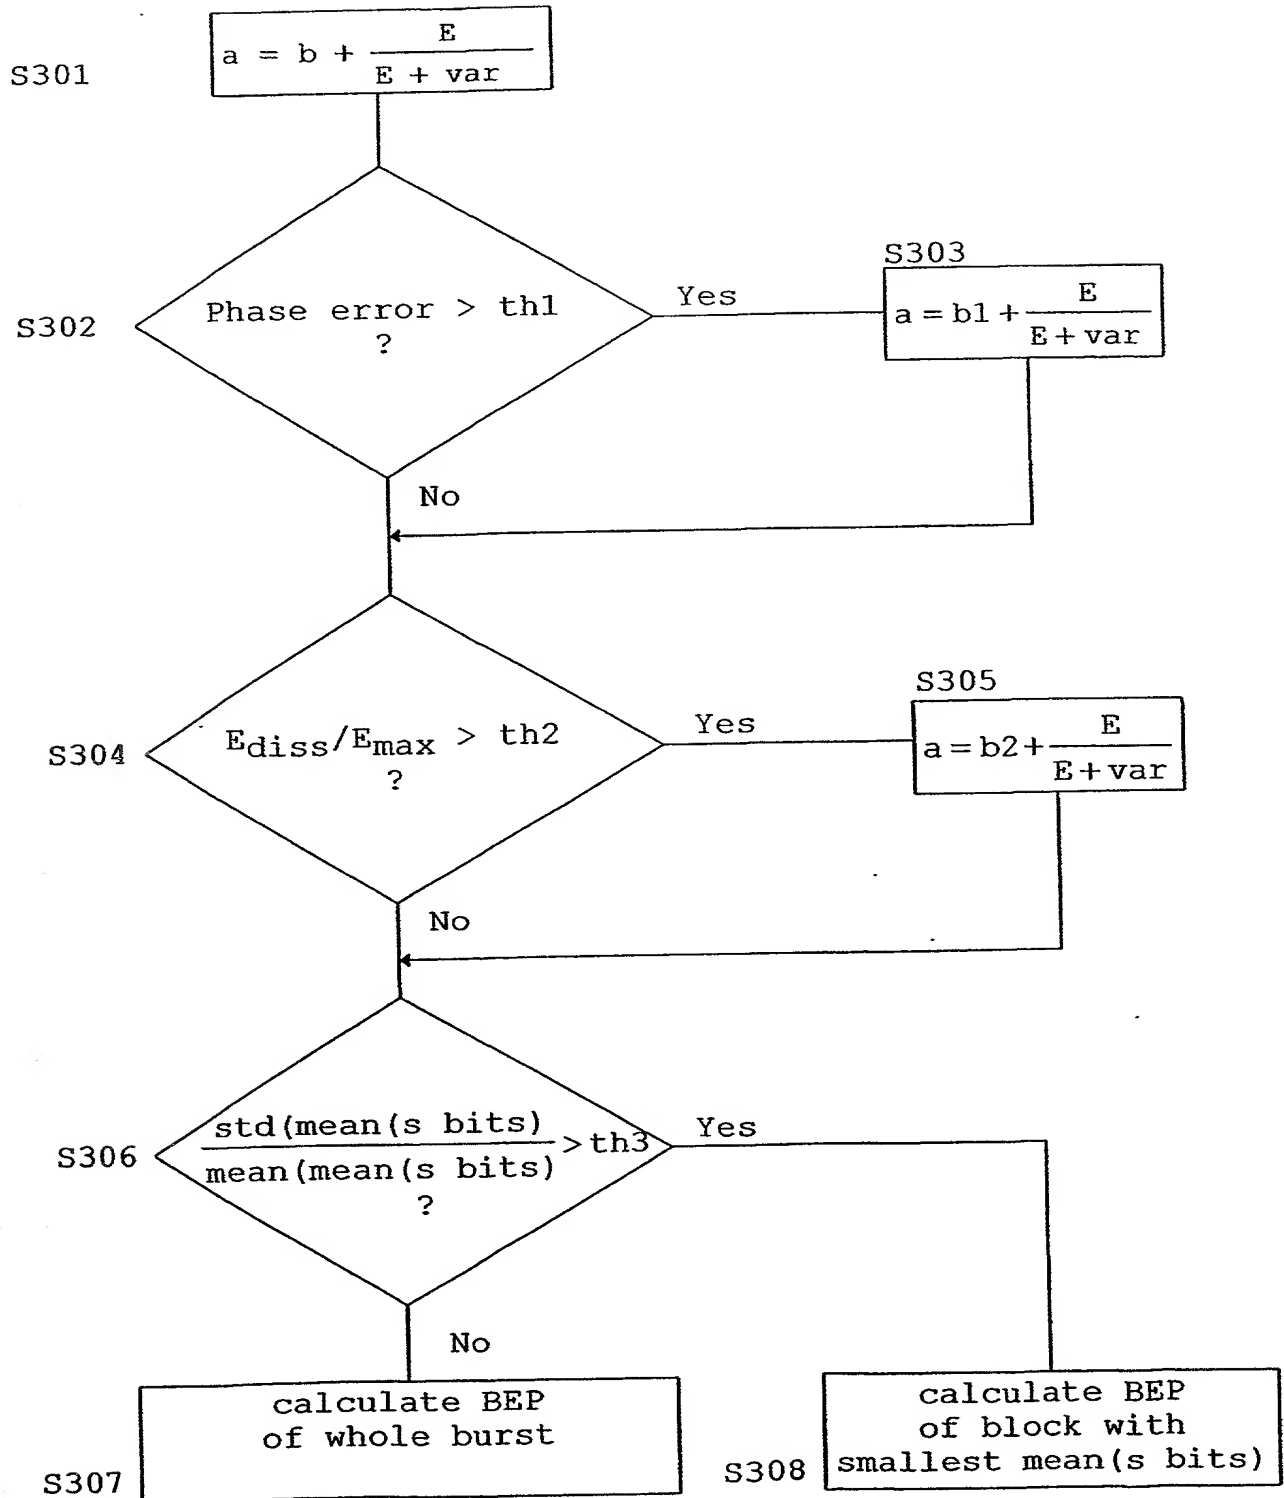 S301
a = b + E / E + var
S302
Phase error > th1
?
Yes
S303
a = b1 + E / E + var
No
S304
Ediss/Emax > th2
?
Yes
S305
a = b2 + E / E + var
No
S306
std(mean(s bits)
mean(mean(s bits)
> th3
?
Yes
No
S307
calculate BEP
of whole burst
S308
calculate BEP
of block with
smallest mean(s bits)